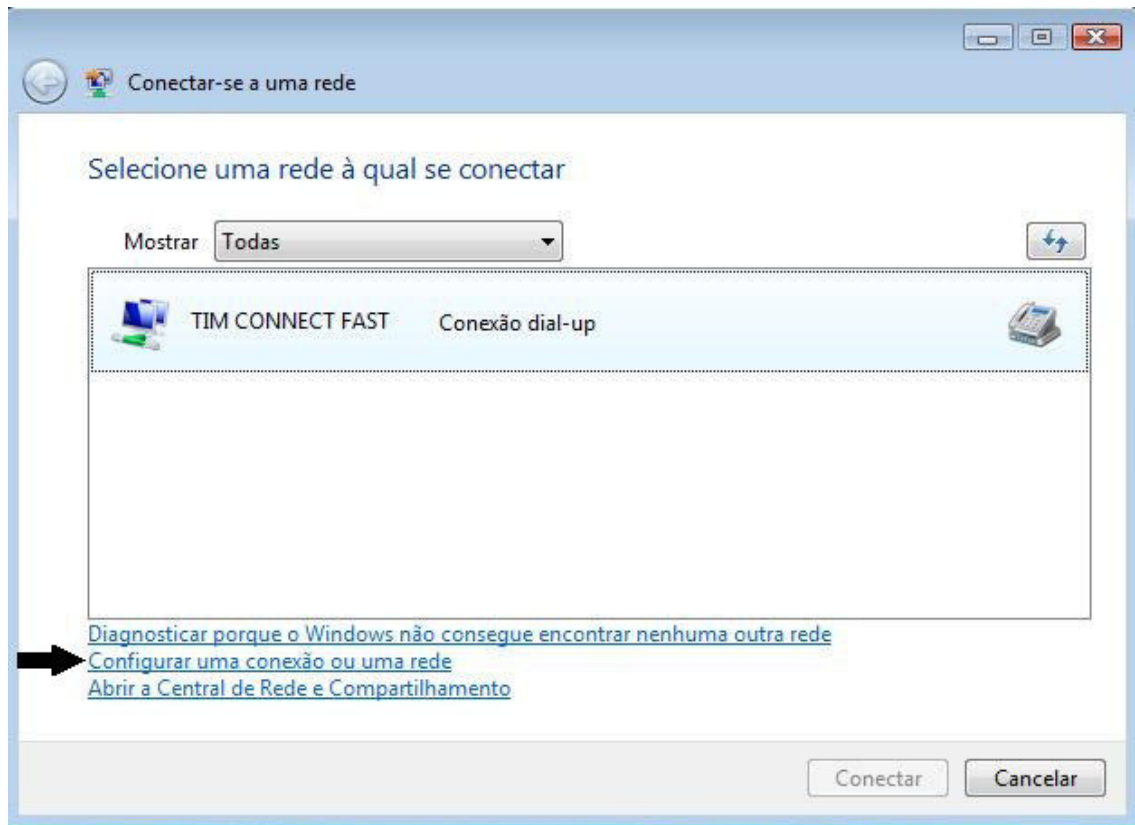 Conectar-se a uma rede
Selecione uma rede à qual se conectar
Mostrar Todas
TIM CONNECT FAST Conexão dial-up
Diagnosticar porque o Windows não consegue encontrar nenhuma outra rede
Configurar uma conexão ou uma rede
Abrir a Central de Rede e Compartilhamento
Conectar Cancelar